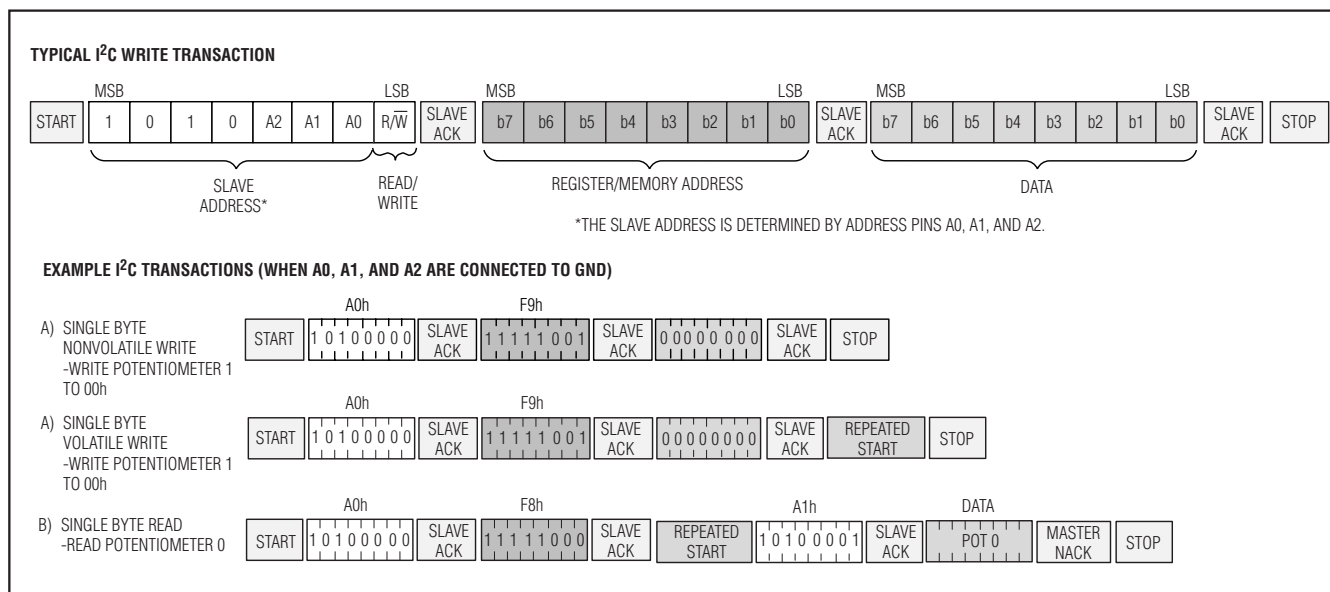 TYPICAL I²C WRITE TRANSACTION
MSB LSB MSB LSB MSB LSB
START 1 0 1 0 A2 A1 A0 R/W̅ SLAVE ACK b7 b6 b5 b4 b3 b2 b1 b0 SLAVE ACK b7 b6 b5 b4 b3 b2 b1 b0 SLAVE ACK STOP
SLAVE ADDRESS* READ/WRITE REGISTER/MEMORY ADDRESS DATA
*THE SLAVE ADDRESS IS DETERMINED BY ADDRESS PINS A0, A1, AND A2.
EXAMPLE I²C TRANSACTIONS (WHEN A0, A1, AND A2 ARE CONNECTED TO GND)
A0h F9h
A) SINGLE BYTE
NONVOLATILE WRITE
-WRITE POTENTIOMETER 1
TO 00h
START 1 0 1 0 0 0 0 0 SLAVE ACK 1 1 1 1 1 0 0 1 SLAVE ACK 0 0 0 0 0 0 0 0 SLAVE ACK STOP
A0h F9h
A) SINGLE BYTE
VOLATILE WRITE
-WRITE POTENTIOMETER 1
TO 00h
START 1 0 1 0 0 0 0 0 SLAVE ACK 1 1 1 1 1 0 0 1 SLAVE ACK 0 0 0 0 0 0 0 0 SLAVE ACK REPEATED START STOP
A0h F8h A1h DATA
B) SINGLE BYTE READ
-READ POTENTIOMETER 0
START 1 0 1 0 0 0 0 0 SLAVE ACK 1 1 1 1 1 0 0 0 SLAVE ACK REPEATED START 1 0 1 0 0 0 0 1 SLAVE ACK POT 0 MASTER NACK STOP